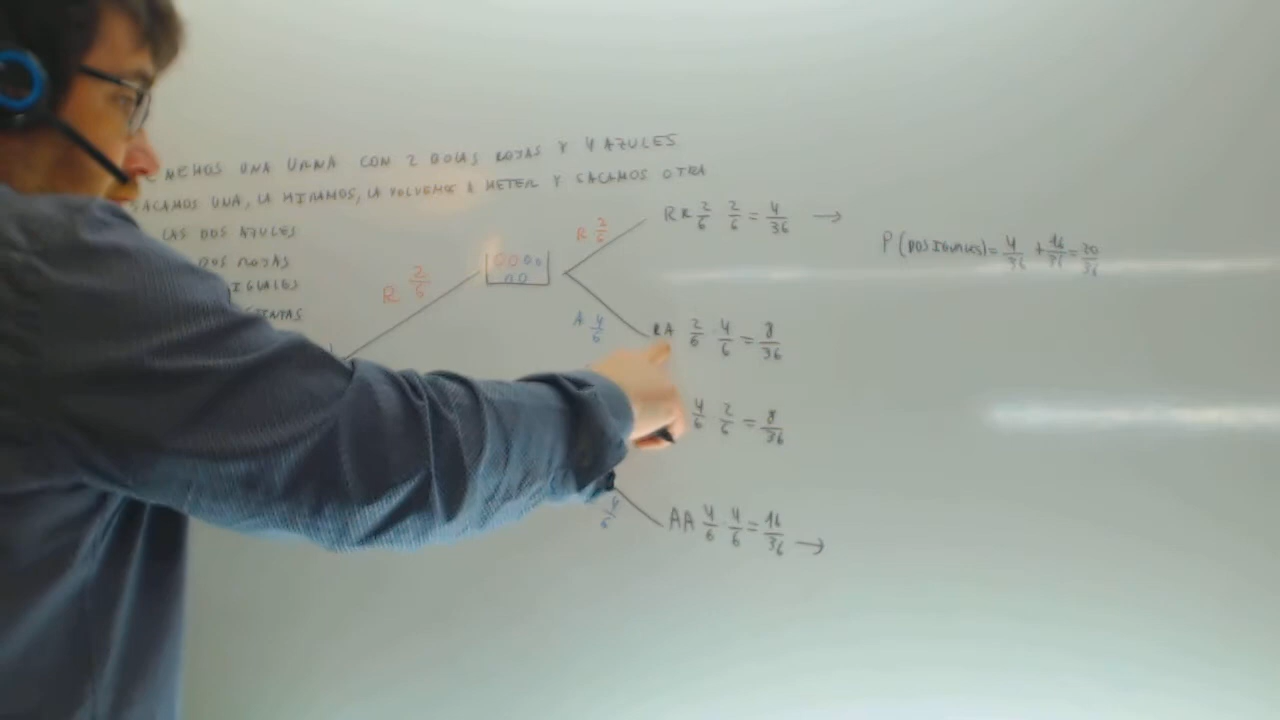 TENEMOS UNA URNA CON 2 BOLAS ROJAS Y 4 AZULES
SACAMOS UNA, LA MIRAMOS, LA VOLVEMOS A METER Y SACAMOS OTRA
LAS DOS AZULES
DOS ROJAS
IGUALES
R 2/6
R 2/6
A 4/6
RR 2/6 2/6 = 4/36 →
RA 2/6 · 4/6 = 8/36
4/6 2/6 = 8/36
4/6
AA 4/6 · 4/6 = 16/36 →
P(DOS IGUALES) = 4/36 + 16/36 = 20/36